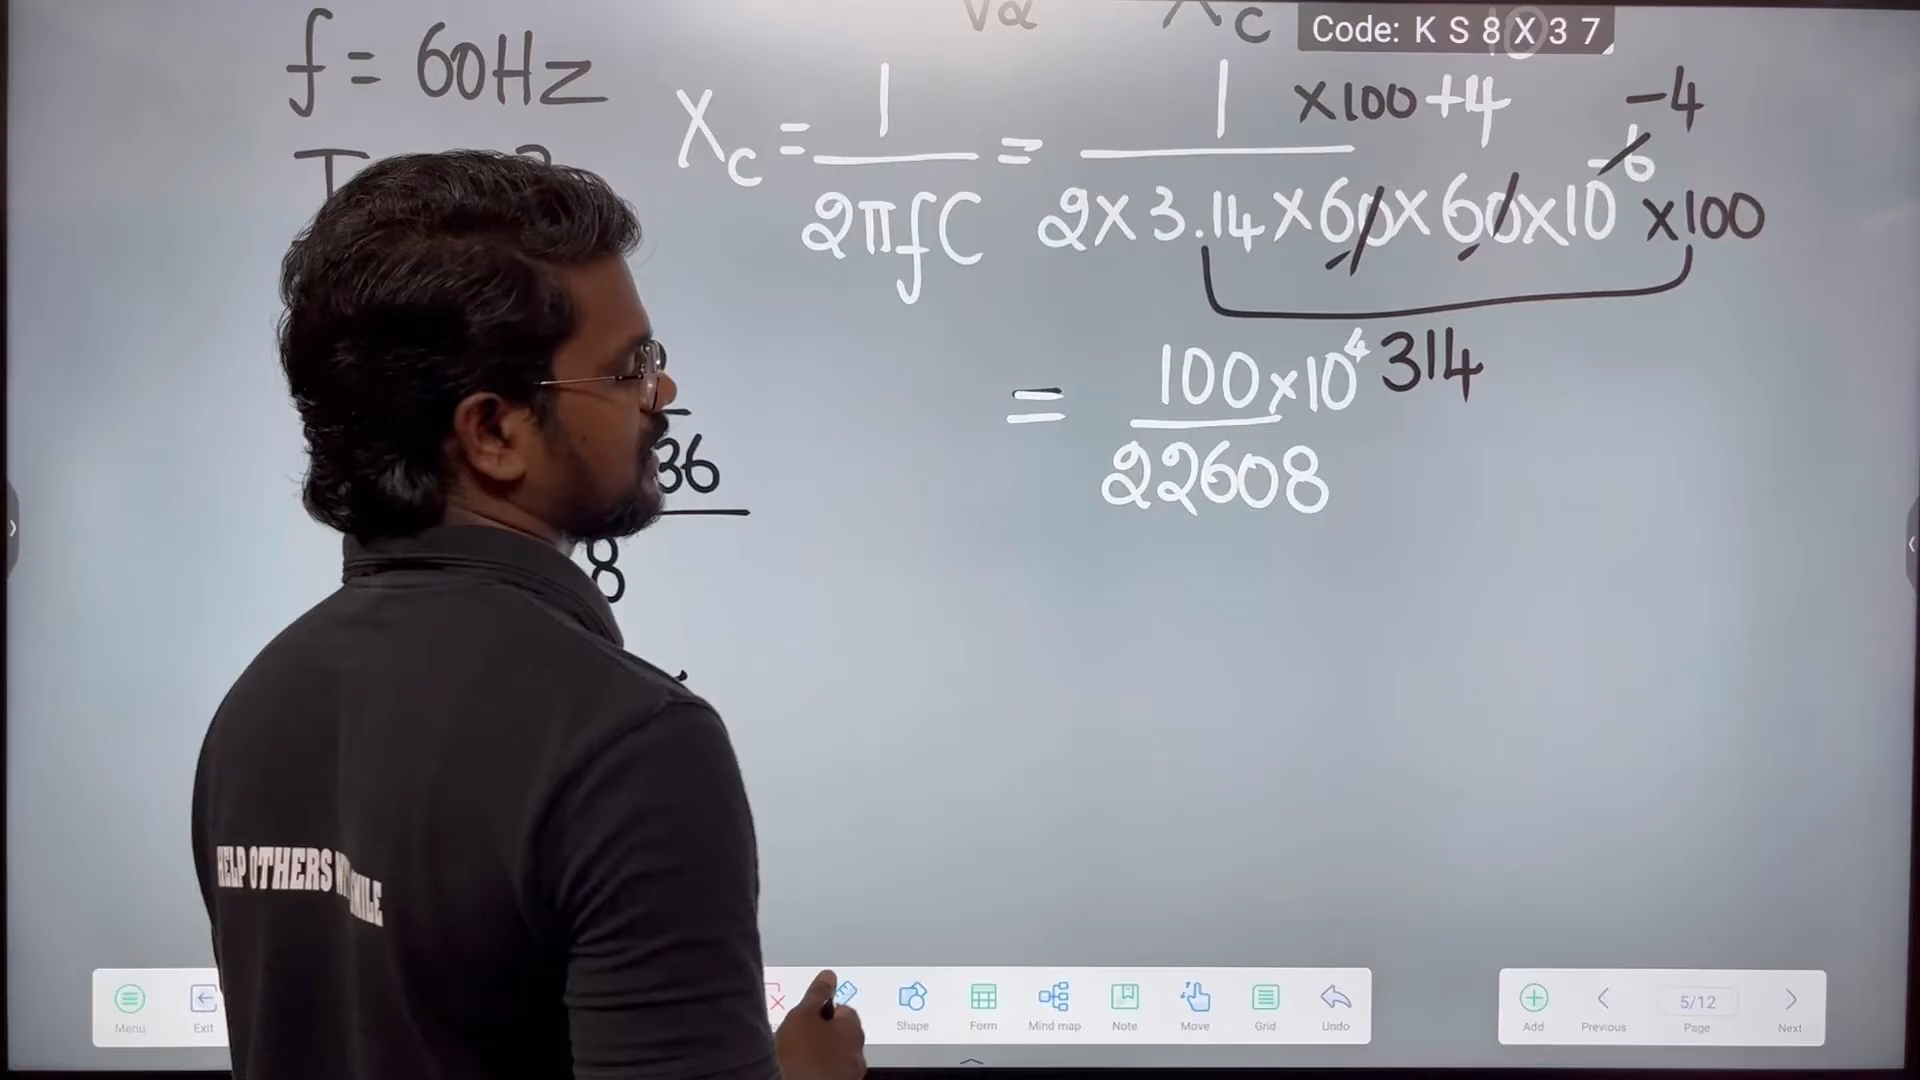 Code: K S 8 X 3 7
f = 60Hz
X_C = 1 / 2πfC = 1 ×100 +4 / 2×3.14×60×60×10^-6 ×100 -4
314
= 100×10^4 / 22608
36
8
HELP OTHERS
SMILE
Menu
Exit
Shape
Form
Mind map
Note
Move
Grid
Undo
Add
Previous
5/12
Page
Next